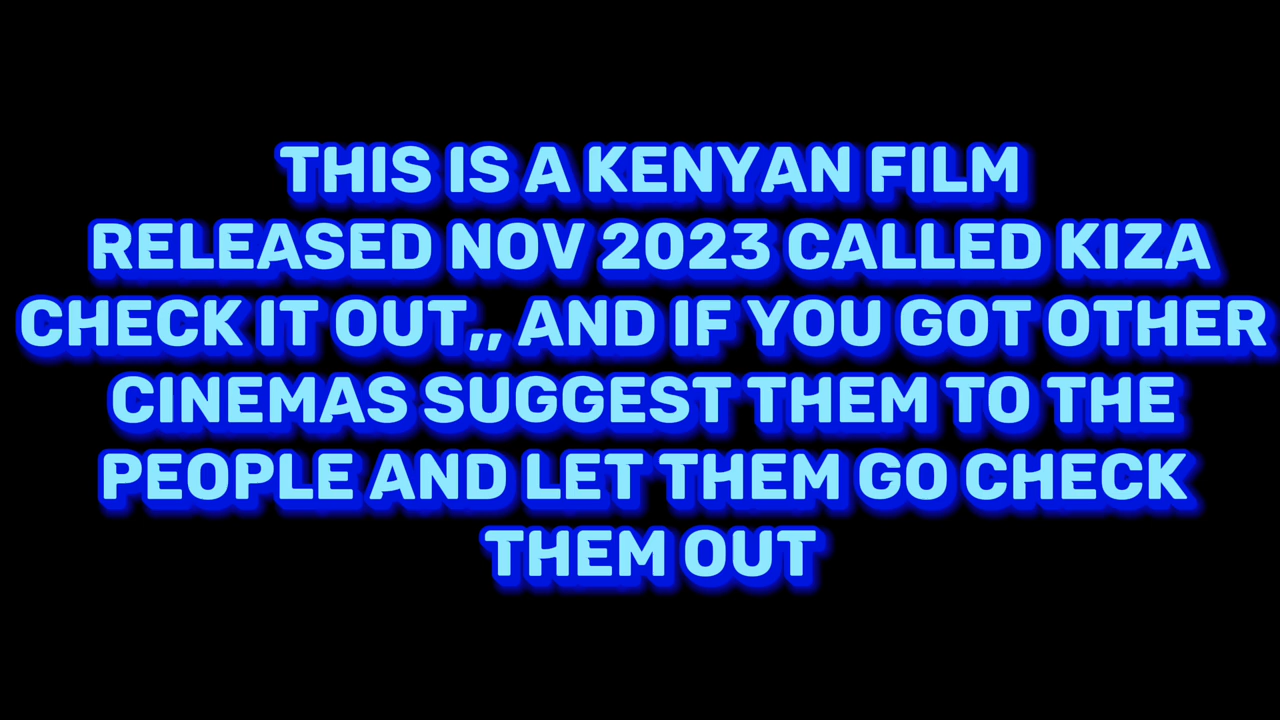 THIS IS A KENYAN FILM
RELEASED NOV 2023 CALLED KIZA
CHECK IT OUT,, AND IF YOU GOT OTHER
CINEMAS SUGGEST THEM TO THE
PEOPLE AND LET THEM GO CHECK
THEM OUT